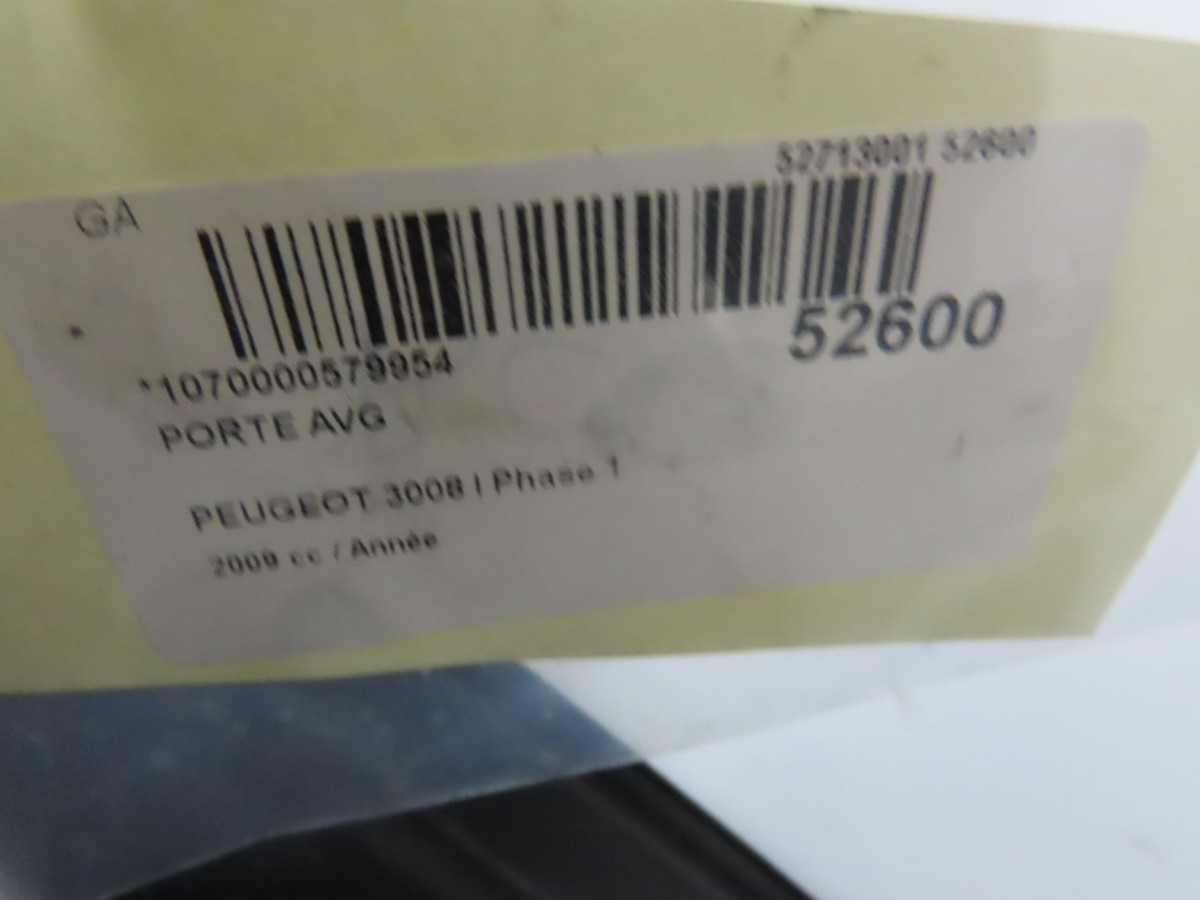 52713001 52600
GA
52600
*1070000579954
PORTE AVG
PEUGEOT 3008 I Phase 1
2009 cc / Année